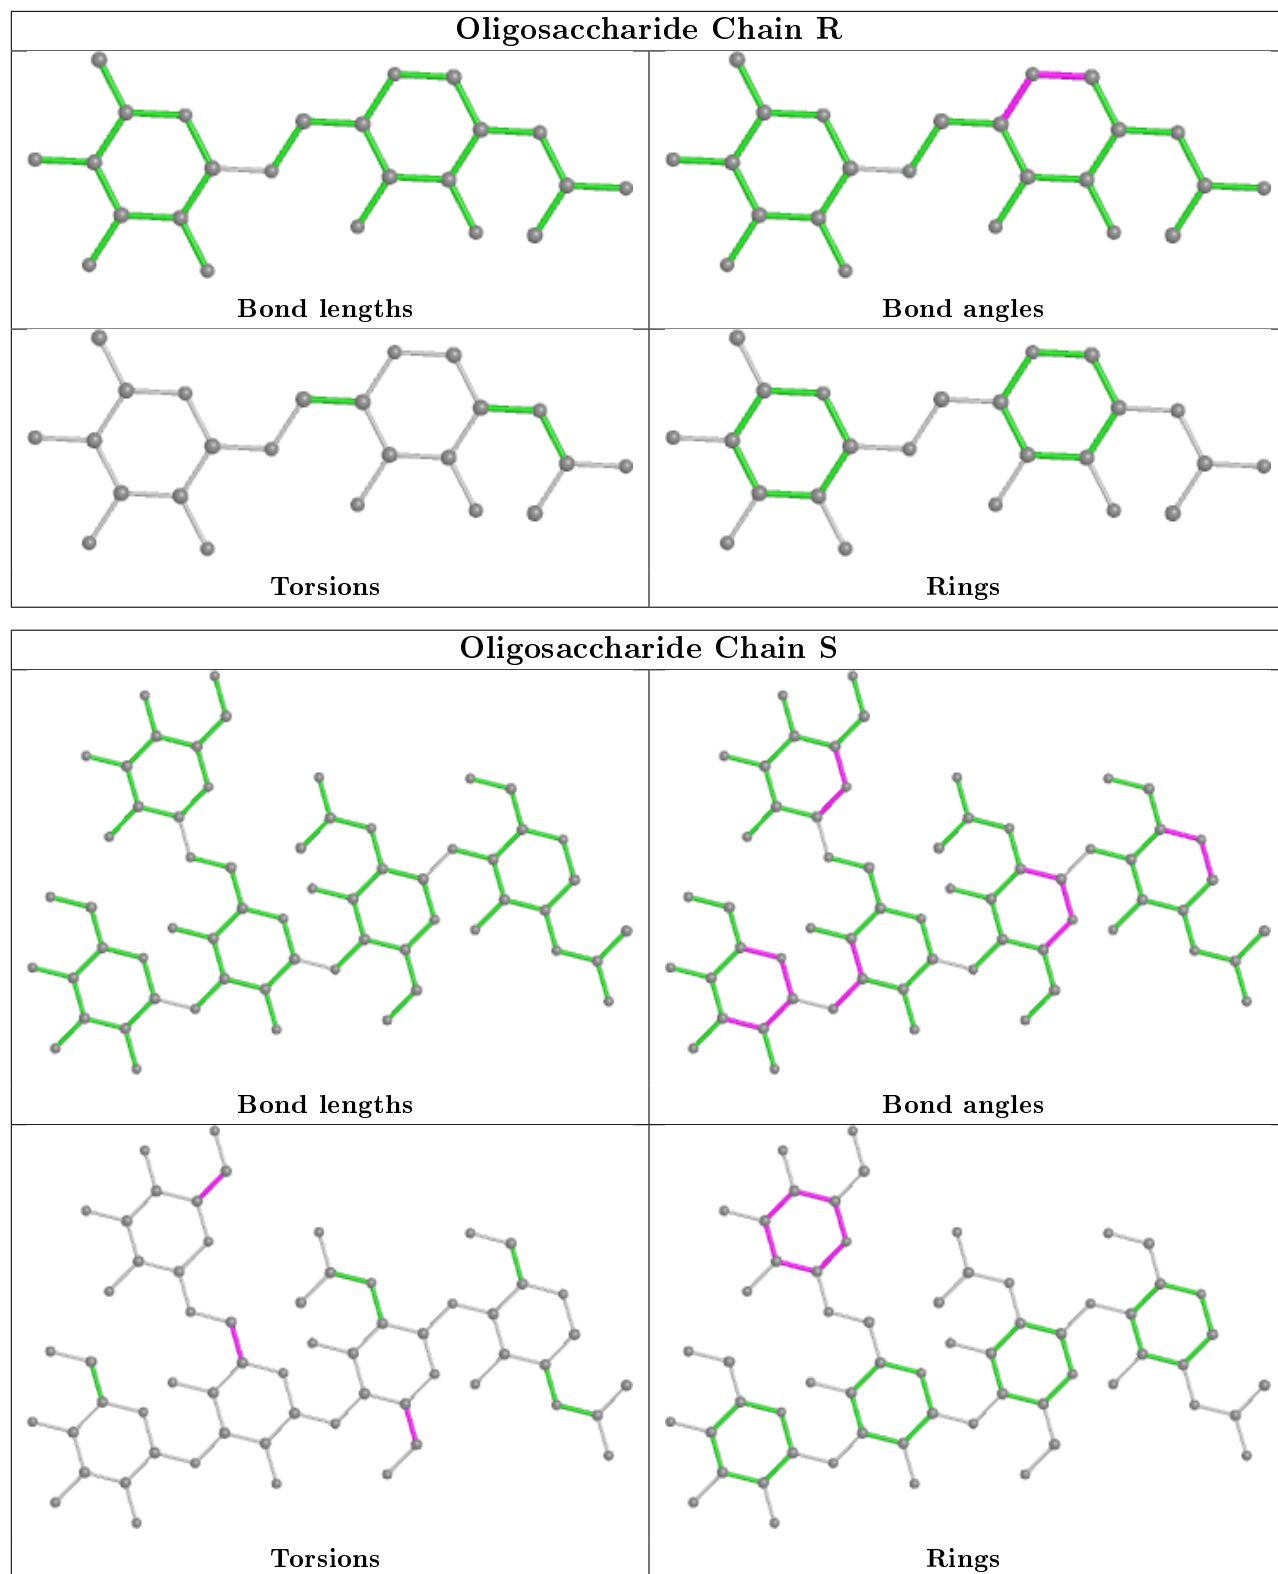 Oligosaccharide Chain R
Bond lengths
Bond angles
Torsions
Rings
Oligosaccharide Chain S
Bond lengths
Bond angles
Torsions
Rings